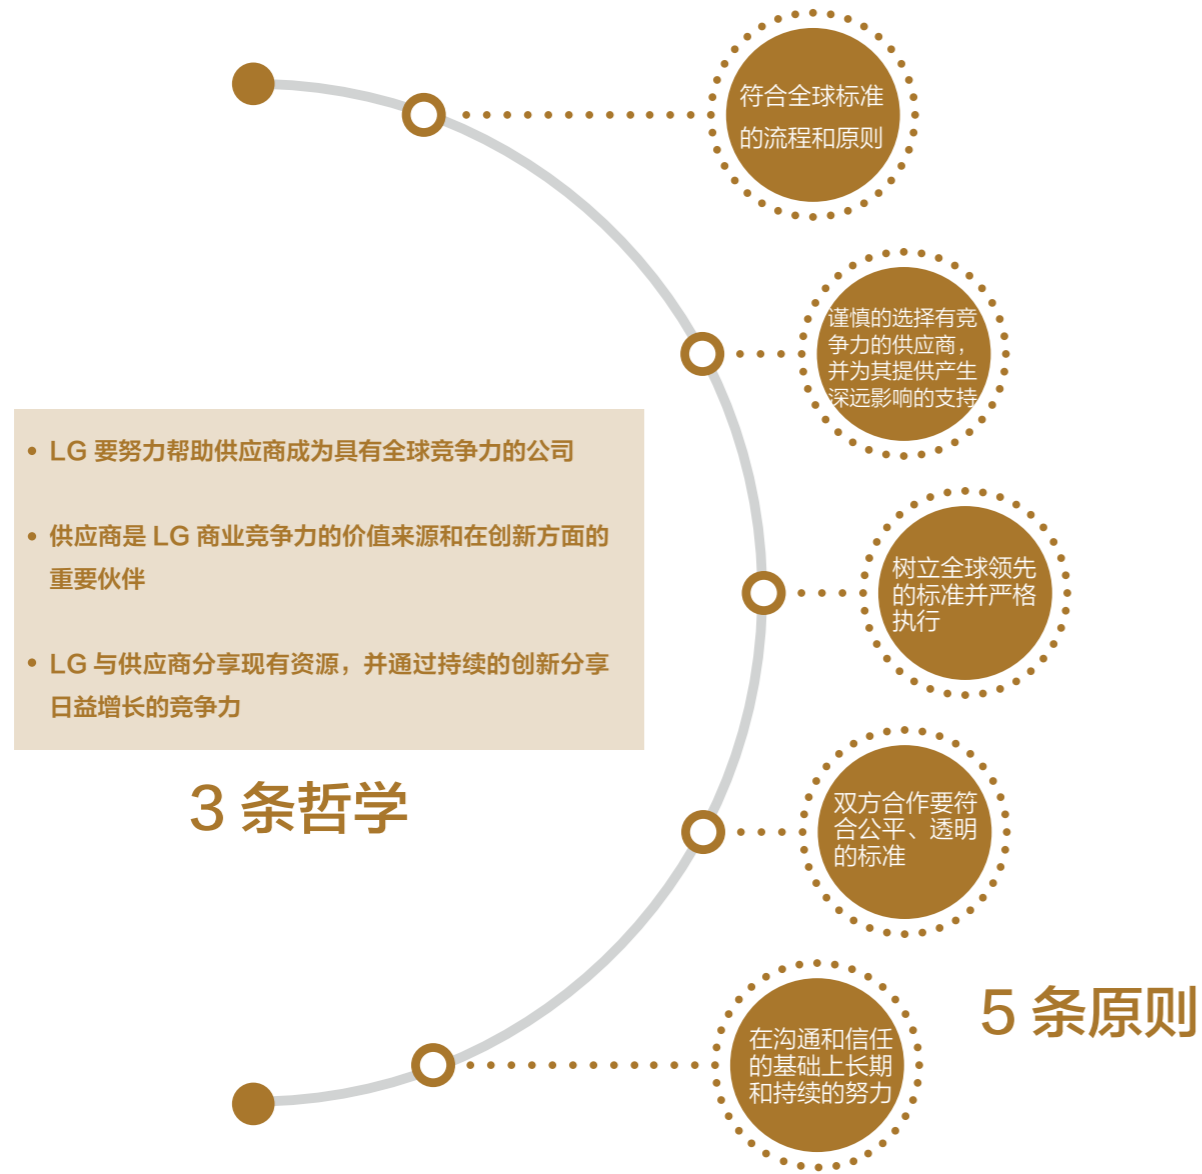 符合全球标准
的流程和原则
谨慎的选择有竞
争力的供应商，
并为其提供产生
深远影响的支持
• LG 要努力帮助供应商成为具有全球竞争力的公司
• 供应商是 LG 商业竞争力的价值来源和在创新方面的
重要伙伴
• LG 与供应商分享现有资源，并通过持续的创新分享
日益增长的竞争力
3 条哲学
树立全球领先
的标准并严格
执行
双方合作要符
合公平、透明
的标准
在沟通和信任
的基础上长期
和持续的努力
5 条原则